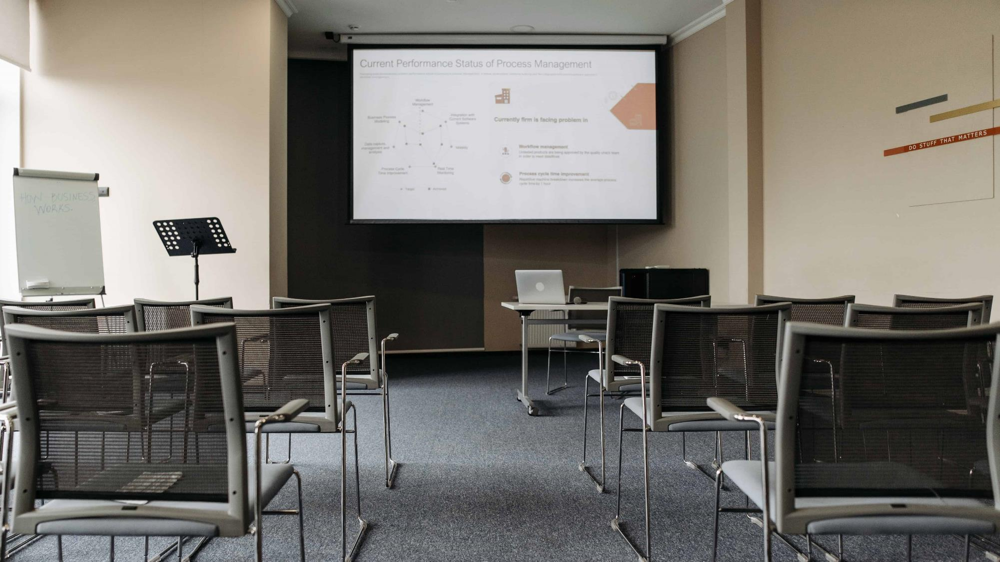 Current Performance Status of Process Management
Workflow
Management
Business Process
Modeling
Integration with
Current Software
Systems
Data capture,
management and
analysis
Mobility
Process Cycle
Time Improvement
Real Time
Monitoring
Target
Achieved
Currently firm is facing problem in
Workflow management
Untested products are being approved by the quality check team
in order to meet deadlines
Process cycle time improvement
Repetitive machine breakdown increases the average process
cycle time by 1 hour
HOW BUSINESS
WORKS.
DO STUFF THAT MATTERS